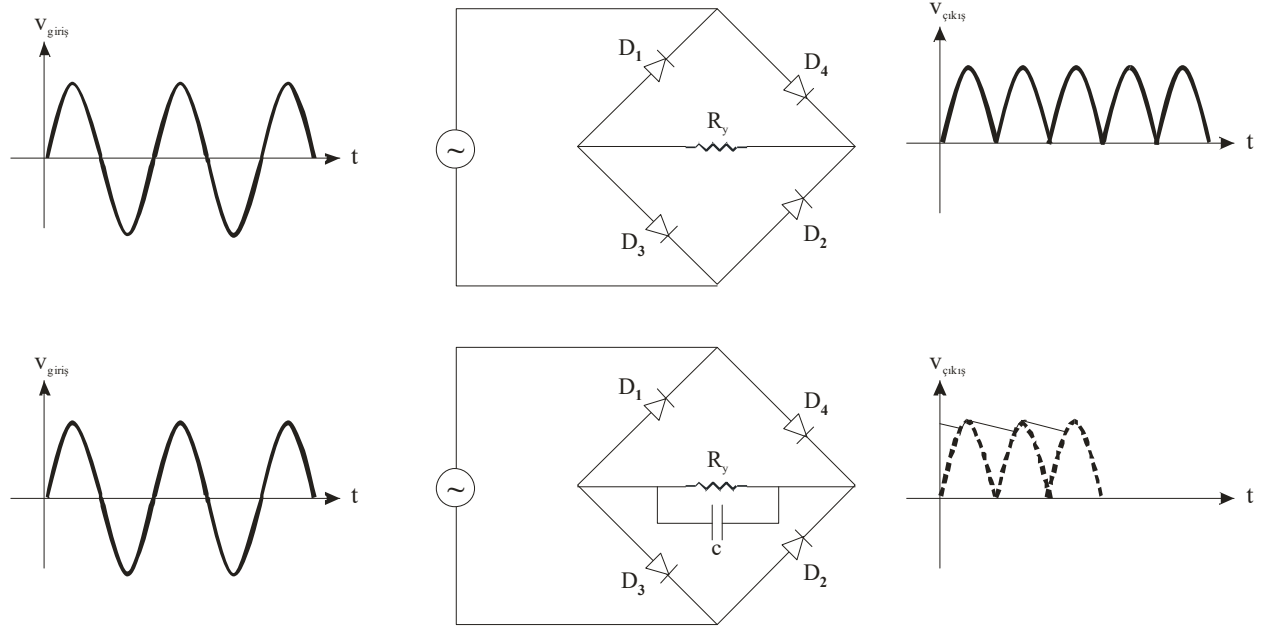 v giriş
t
D1
D4
Ry
~
D3
D2
v çıkış
t
v giriş
t
D1
D4
Ry
~
c
D3
D2
v çıkış
t